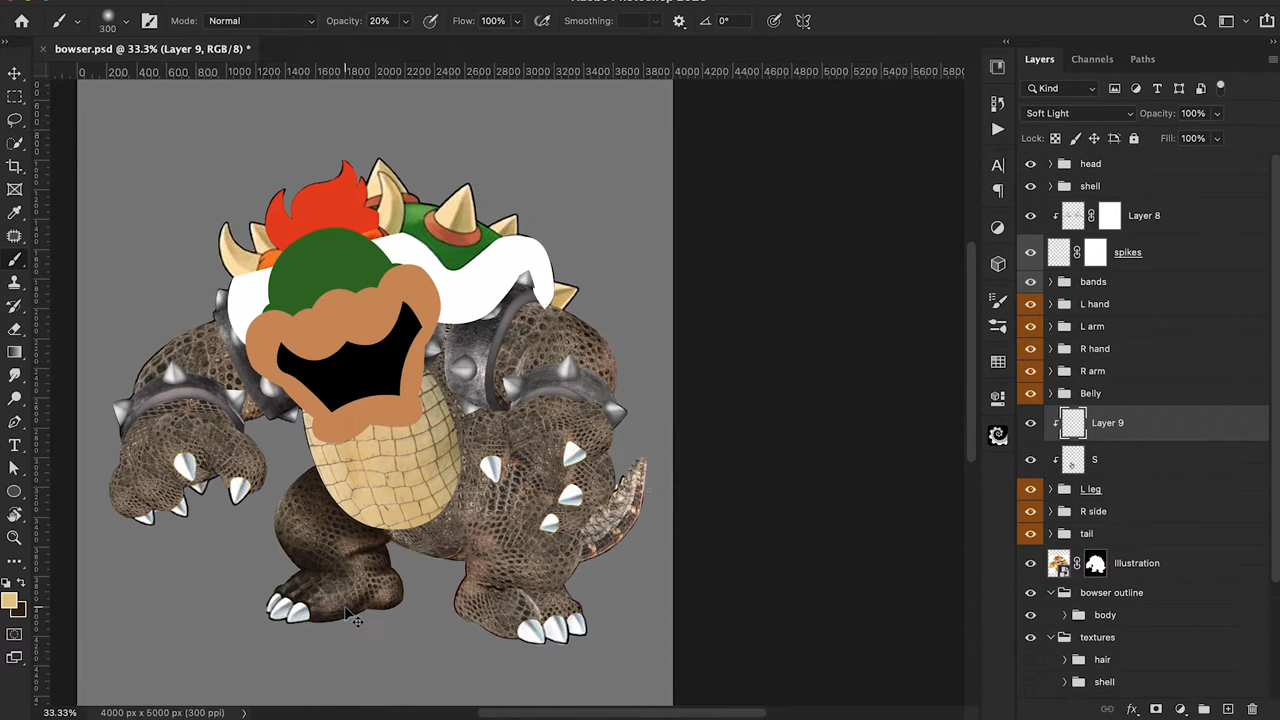 300
Mode: Normal
Opacity: 20%
Flow: 100%
Smoothing:
0°
bowser.psd @ 33.3% (Layer 9, RGB/8) *
0 200 400 600 800 1000 1200 1400 1600 1800 2000 2200 2400 2600 2800 3000 3200 3400 3600 3800 4000 4200 4400 4600 4800 5000 5200 5400 5600 5800
Layers Channels Paths
Kind
Soft Light
Opacity: 100%
Lock:
Fill: 100%
head
shell
Layer 8
spikes
bands
L hand
L arm
R hand
R arm
Belly
Layer 9
S
L leg
R side
tail
Illustration
bowser outline
body
textures
hair
shell
33.33%
4000 px x 5000 px (300 ppi)